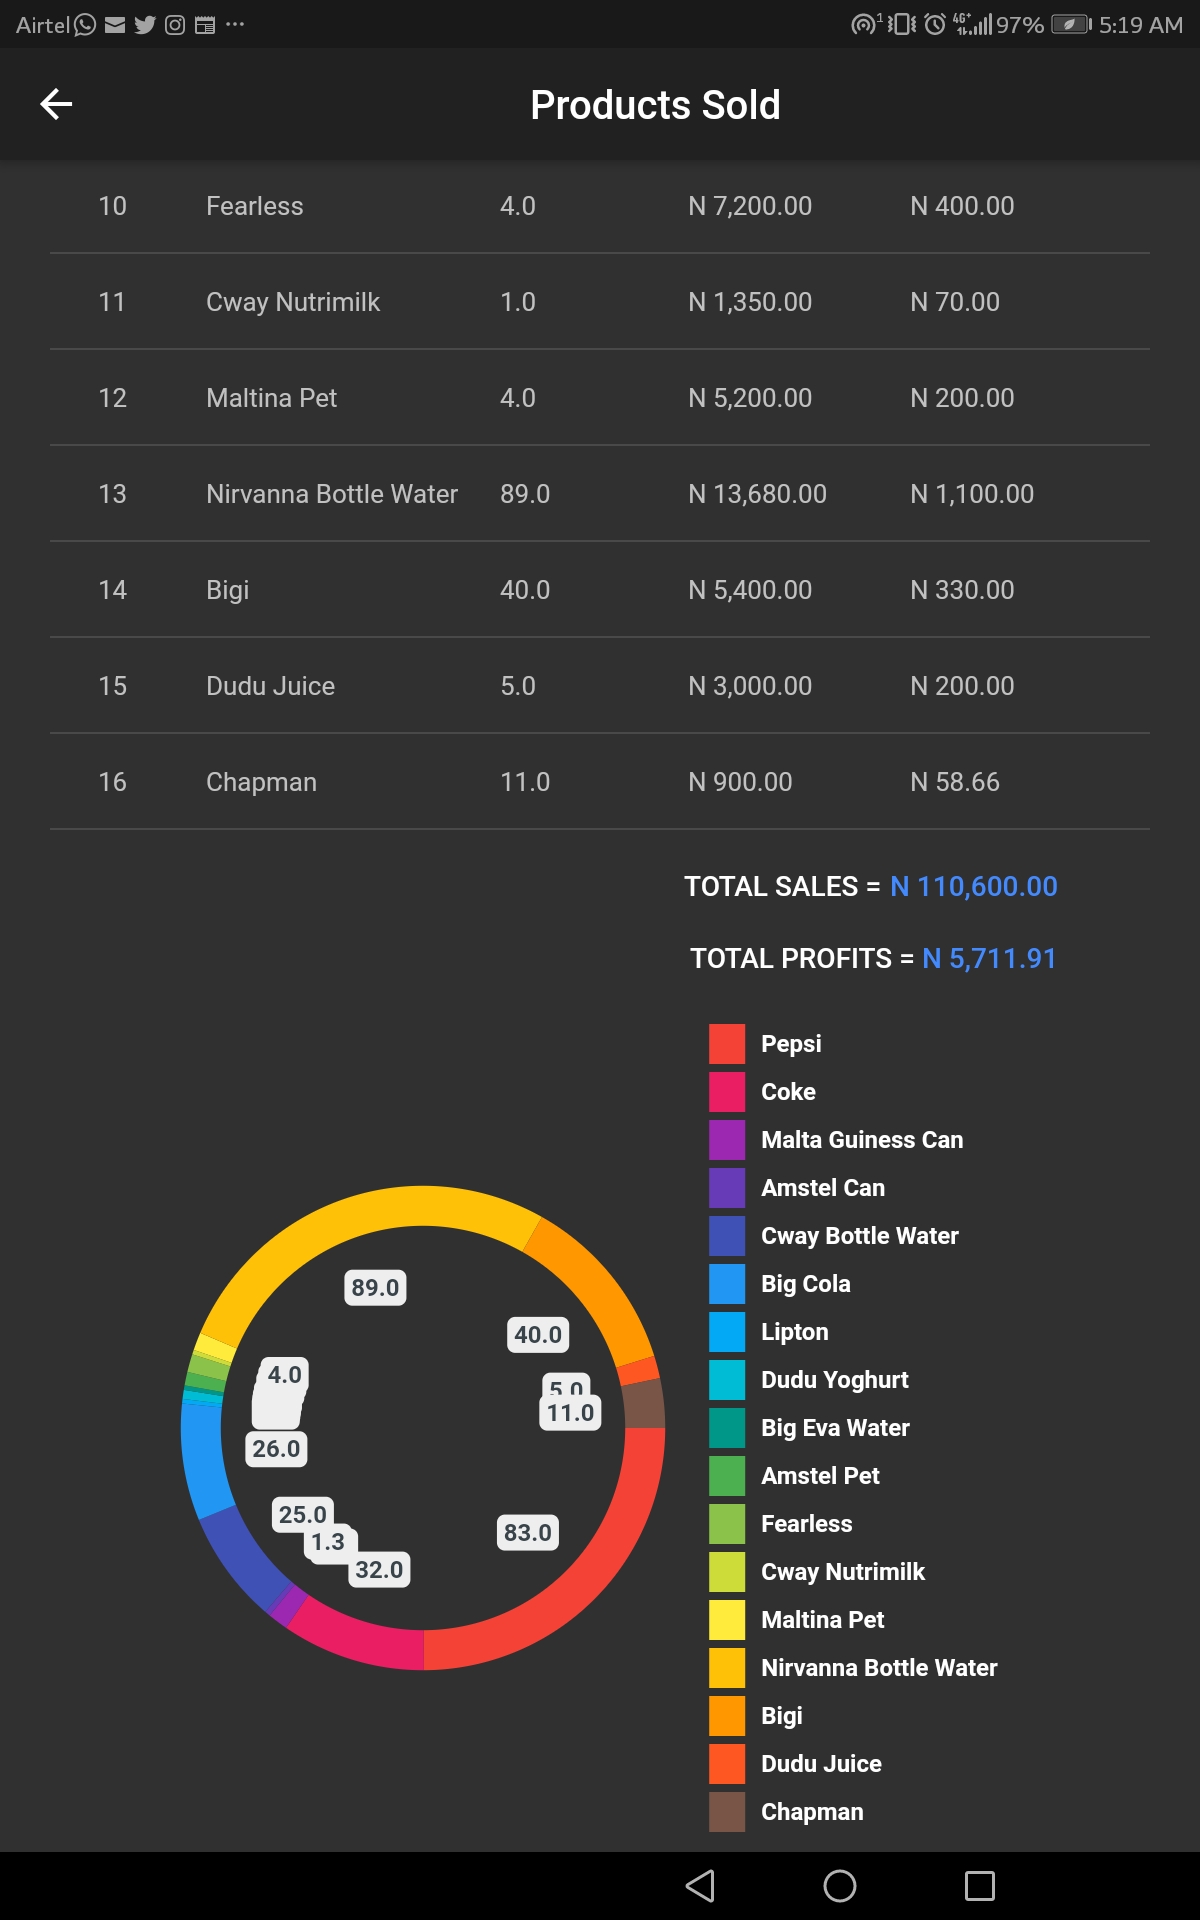 Airtel 97% 5:19 AM
Products Sold
10 Fearless 4.0 N 7,200.00 N 400.00
11 Cway Nutrimilk 1.0 N 1,350.00 N 70.00
12 Maltina Pet 4.0 N 5,200.00 N 200.00
13 Nirvanna Bottle Water 89.0 N 13,680.00 N 1,100.00
14 Bigi 40.0 N 5,400.00 N 330.00
15 Dudu Juice 5.0 N 3,000.00 N 200.00
16 Chapman 11.0 N 900.00 N 58.66
TOTAL SALES = N 110,600.00
TOTAL PROFITS = N 5,711.91
89.0
40.0
4.0
5.0
11.0
26.0
25.0
1.3
83.0
32.0
Pepsi
Coke
Malta Guiness Can
Amstel Can
Cway Bottle Water
Big Cola
Lipton
Dudu Yoghurt
Big Eva Water
Amstel Pet
Fearless
Cway Nutrimilk
Maltina Pet
Nirvanna Bottle Water
Bigi
Dudu Juice
Chapman